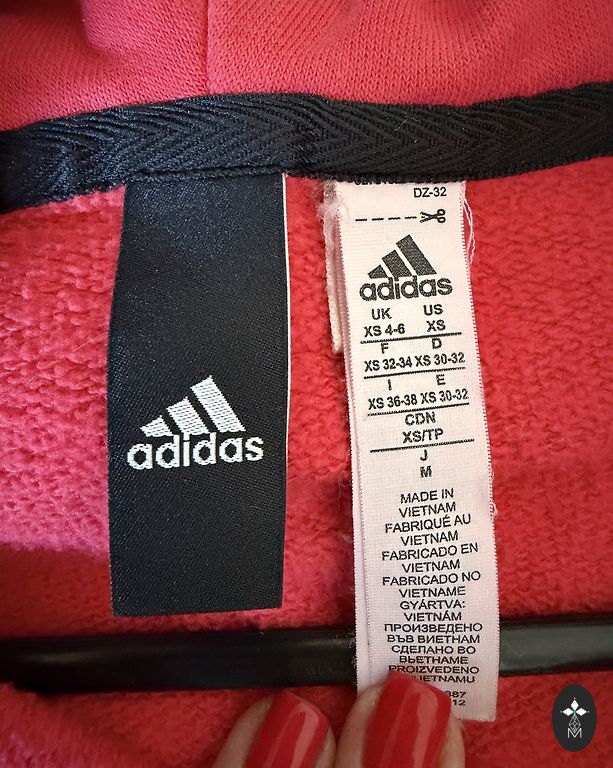 adidas
DZ-32
adidas
UK US
XS 4-6 XS
F D
XS 32-34 XS 30-32
I E
XS 36-38 XS 30-32
CDN
XS/TP
J
M
MADE IN
VIETNAM
FABRIQUÉ AU
VIETNAM
FABRICADO EN
VIETNAM
FABRICADO NO
VIETNAME
GYÁRTVA:
VIETNÁM
ПРОИЗВЕДЕНО
ВЪВ ВИЕТНАМ
СДЕЛАНО ВО
ВЬЕТНАМЕ
PROIZVEDENO
VIETNAMU
387
12
M